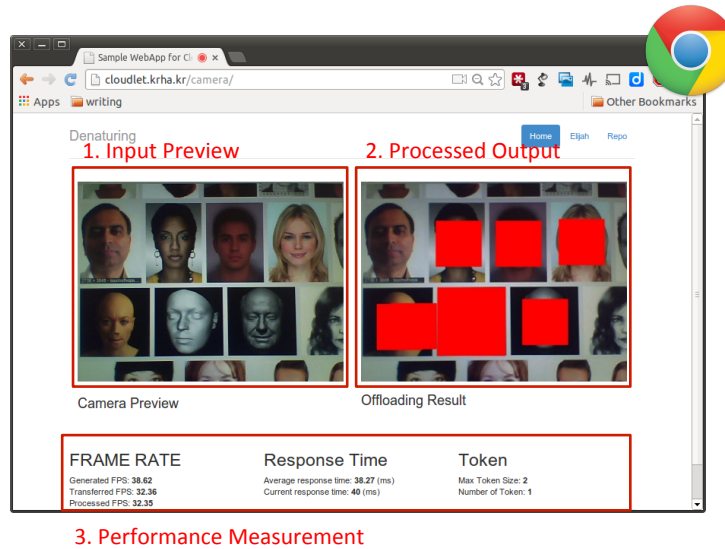 Sample WebApp for Cl
cloudlet.krha.kr/camera/
3
Apps writing Other Bookmarks
Denaturing Home Elijah Repo
1. Input Preview 2. Processed Output
Camera Preview Offloading Result
FRAME RATE Response Time Token
Generated FPS: 38.62 Average response time: 38.27 (ms) Max Token Size: 2
Transferred FPS: 32.36 Current response time: 40 (ms) Number of Token: 1
Processed FPS: 32.35
3. Performance Measurement